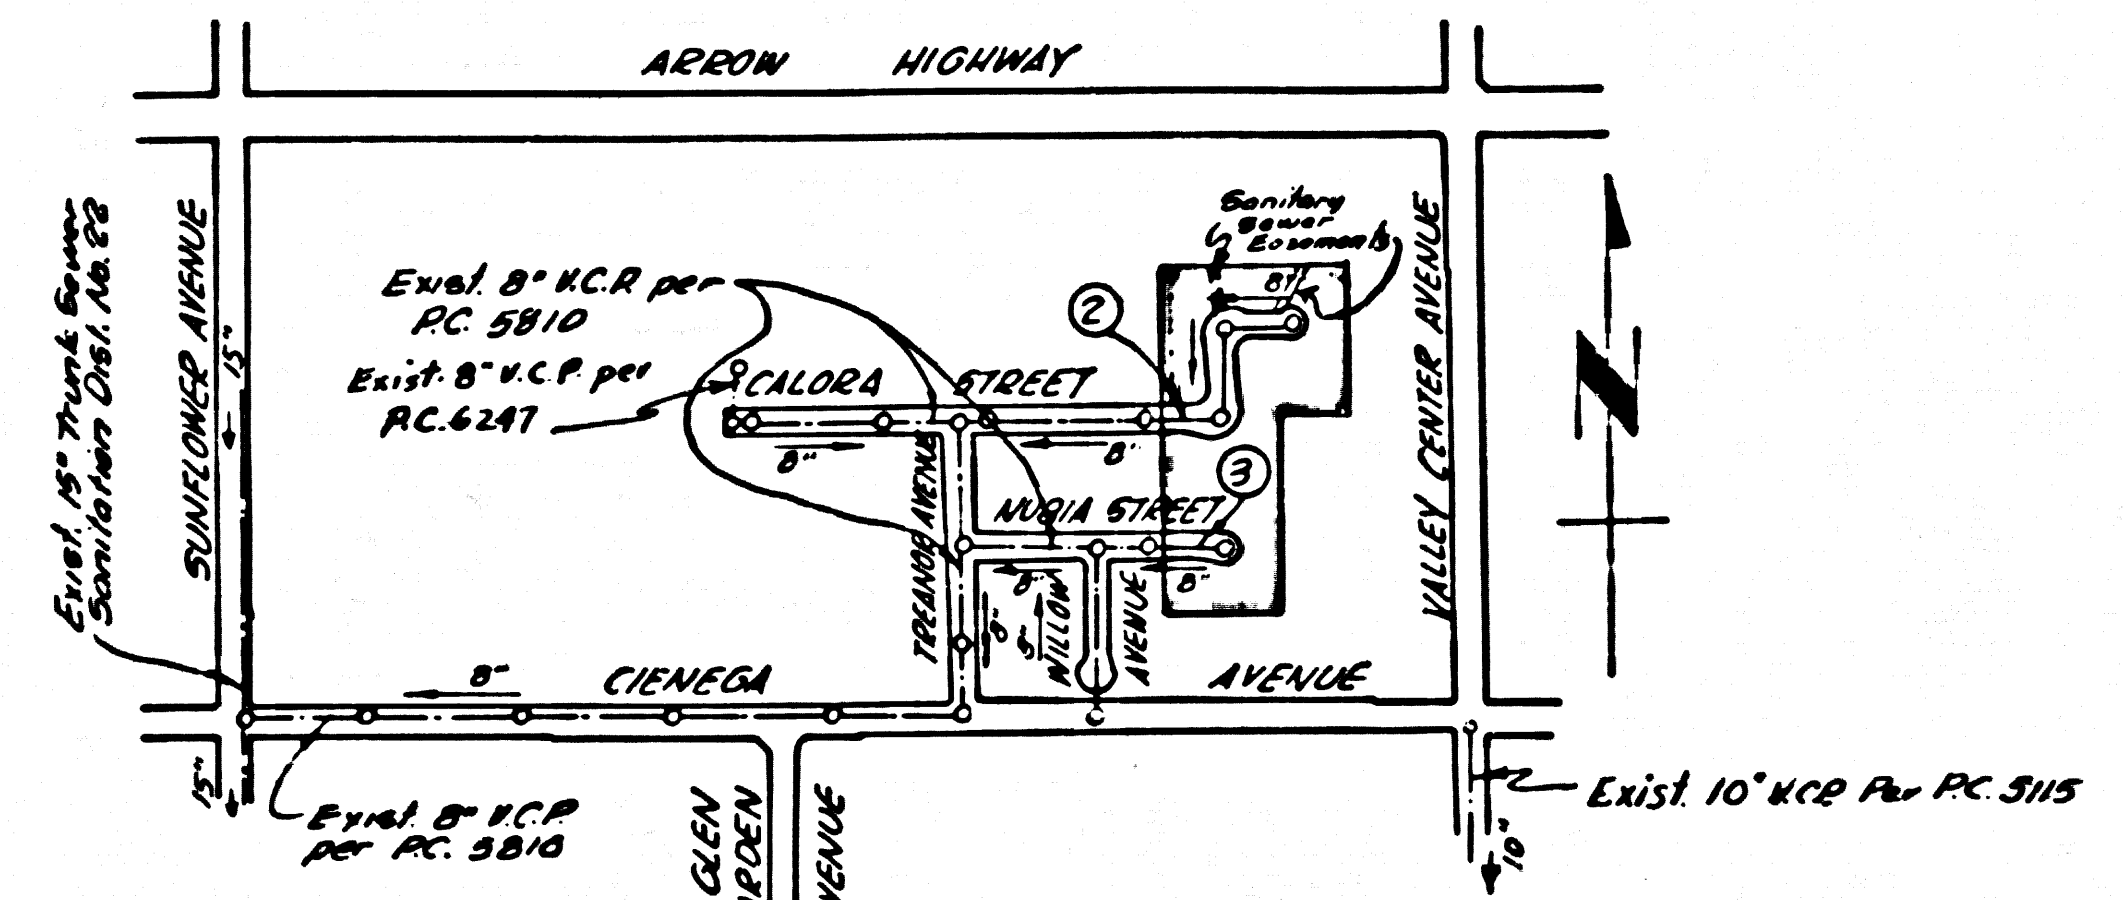 ARROW HIGHWAY
Exist. 15" Trunk Sewer
Sanitation Dist. No. 22
SUNFLOWER AVENUE
15"
Exist. 8" V.C.P. per
P.C. 5810
Exist. 8" V.C.P. per
P.C. 6247
CALORA STREET
2
Sanitary
Sewer
Easements
8"
VALLEY CENTER AVENUE
N
8"
8"
3
NUBIA STREET
TREANOR AVENUE
8"
8"
8"
8"
WILLOW AVENUE
8"
CIENEGA AVENUE
15"
Exist. 8" V.C.P.
per P.C. 5810
GLEN
RDEN
VENUE
Exist. 10" V.C.P. Per P.C. 5115
10"